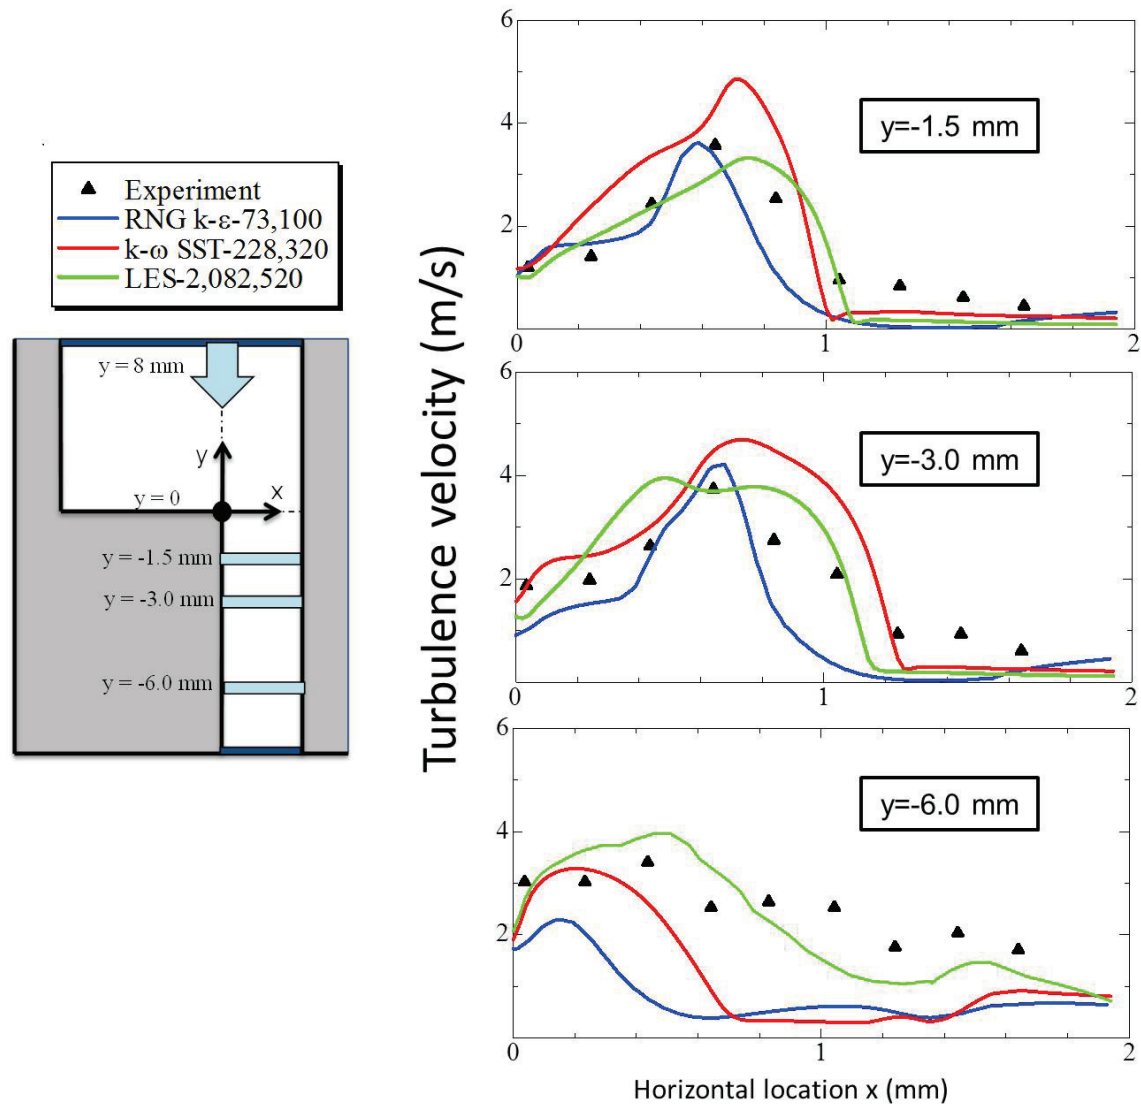 Experiment
RNG k-ε-73,100
k-ω SST-228,320
LES-2,082,520
y = 8 mm
y
x
y = 0
y = -1.5 mm
y = -3.0 mm
y = -6.0 mm
Turbulence velocity (m/s)
6
4
2
0
1
2
y=-1.5 mm
6
4
2
0
1
2
y=-3.0 mm
6
4
2
0
1
2
y=-6.0 mm
Horizontal location x (mm)